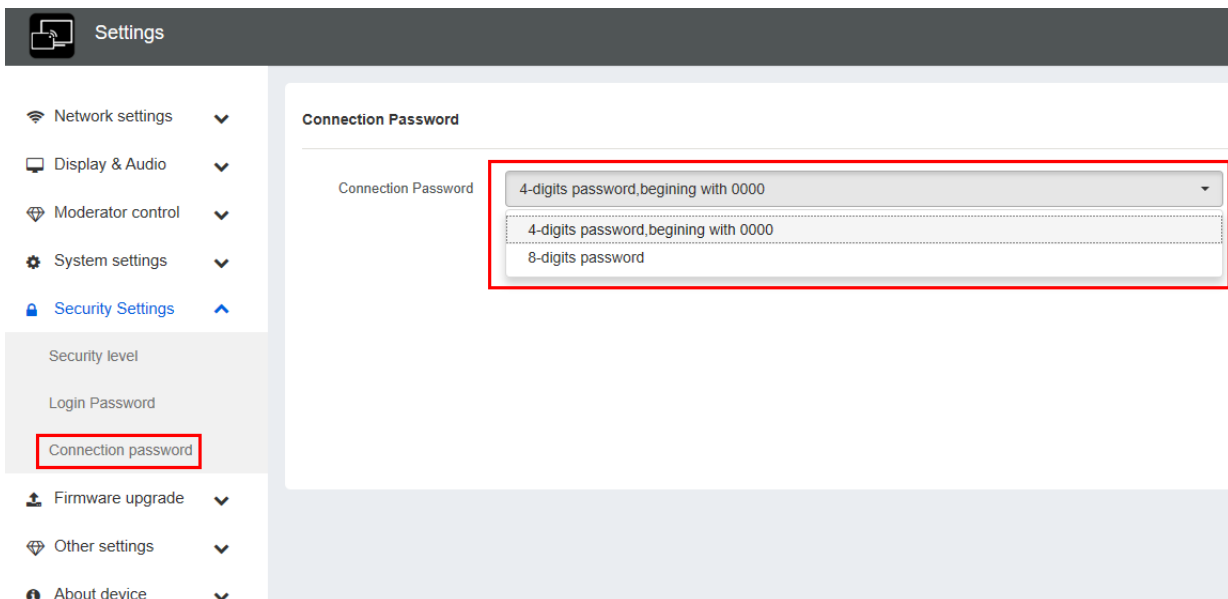 Settings
Network settings
Display & Audio
Moderator control
System settings
Security Settings
Security level
Login Password
Connection password
Firmware upgrade
Other settings
About device
Connection Password
Connection Password
4-digits password,begining with 0000
4-digits password,begining with 0000
8-digits password